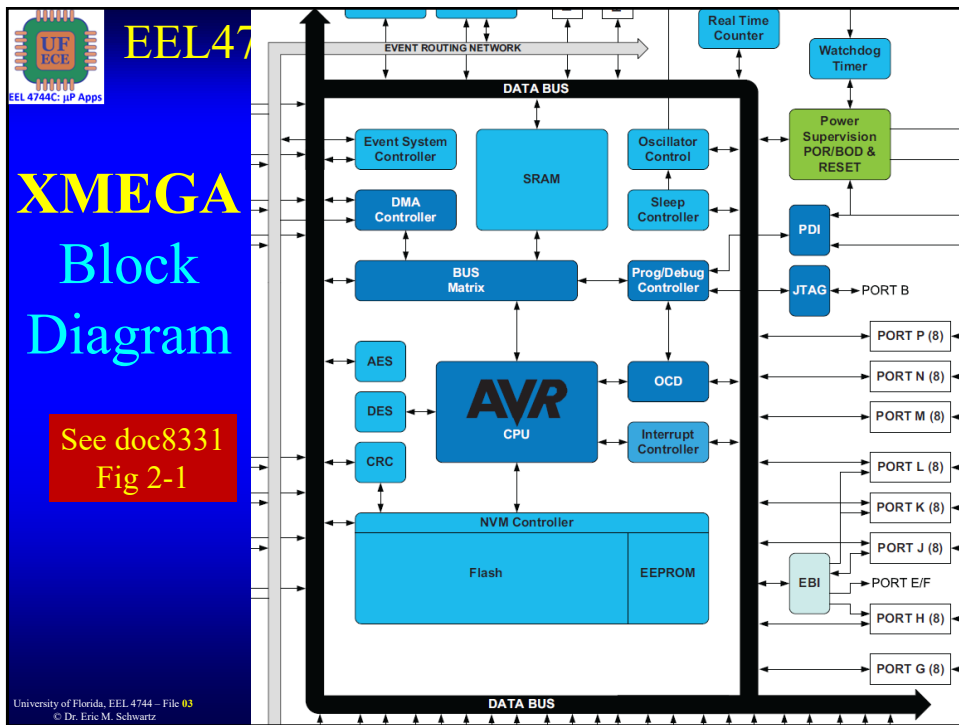 UF
ECE
EEL 4744C: µP Apps
EEL47
XMEGA
Block
Diagram
See doc8331
Fig 2-1
University of Florida, EEL 4744 – File 03
© Dr. Eric M. Schwartz
EVENT ROUTING NETWORK
DATA BUS
Real Time
Counter
Watchdog
Timer
Event System
Controller
SRAM
Oscillator
Control
Power
Supervision
POR/BOD &
RESET
DMA
Controller
Sleep
Controller
PDI
BUS
Matrix
Prog/Debug
Controller
JTAG
PORT B
PORT P (8)
AES
AVR
CPU
OCD
PORT N (8)
DES
PORT M (8)
Interrupt
Controller
CRC
PORT L (8)
PORT K (8)
NVM Controller
Flash
EEPROM
PORT J (8)
EBI
PORT E/F
PORT H (8)
PORT G (8)
DATA BUS